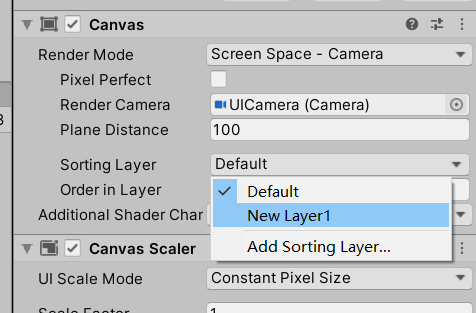 Canvas
Render Mode
Screen Space - Camera
Pixel Perfect
Render Camera
UICamera (Camera)
Plane Distance
100
Sorting Layer
Default
Order in Layer
Default
New Layer1
Add Sorting Layer...
Additional Shader Char
Canvas Scaler
UI Scale Mode
Constant Pixel Size
Scale Factor
1